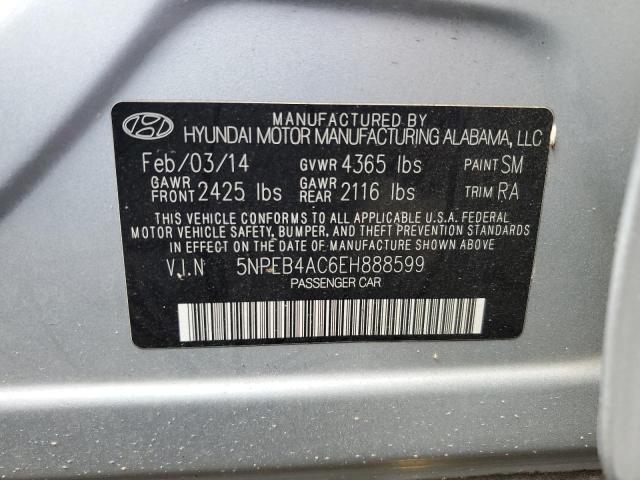 MANUFACTURED BY
HYUNDAI MOTOR MANUFACTURING ALABAMA, LLC
Feb/03/14 GVWR 4365 lbs PAINT SM
GAWR FRONT 2425 lbs GAWR REAR 2116 lbs TRIM RA
THIS VEHICLE CONFORMS TO ALL APPLICABLE U.S.A. FEDERAL
MOTOR VEHICLE SAFETY, BUMPER, AND THEFT PREVENTION STANDARDS
IN EFFECT ON THE DATE OF MANUFACTURE SHOWN ABOVE.
V.I.N 5NPEB4AC6EH888599
PASSENGER CAR